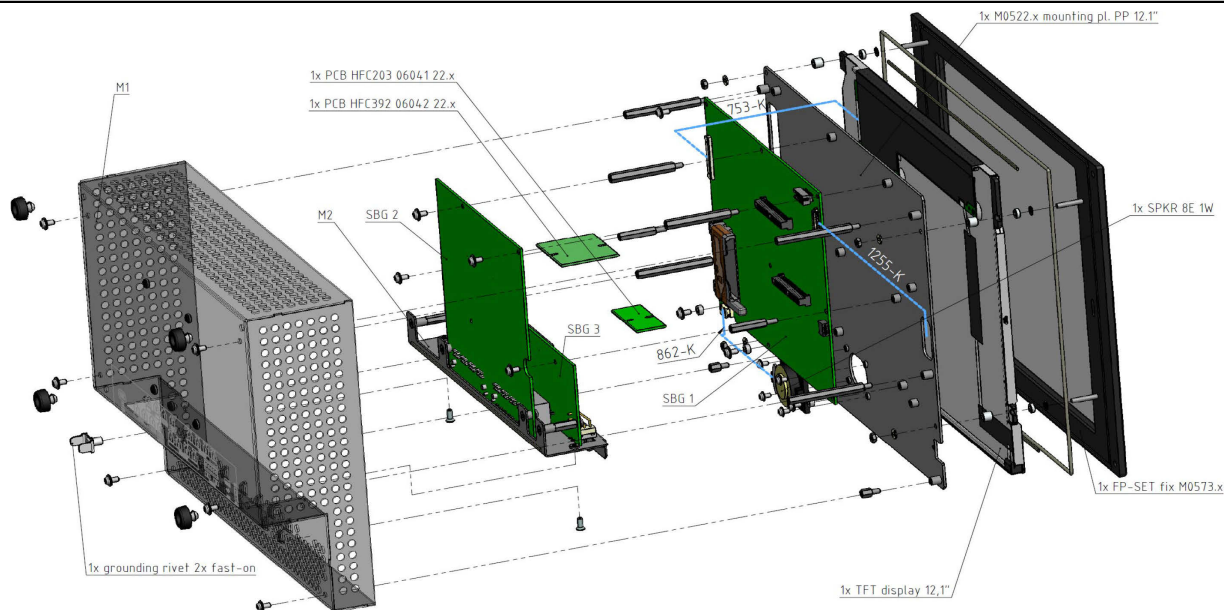 1x M0522.x mounting pl. PP 12.1"
1x PCB HFC203 06041 22.x
M1
1x PCB HFC392 06042 22.x
753-K
1x SPKR 8E 1W
M2
SBG 2
1255-K
SBG 3
862-K
SBG 1
1x FP-SET fix M0573.x
1x grounding rivet 2x fast-on
1x TFT display 12,1"